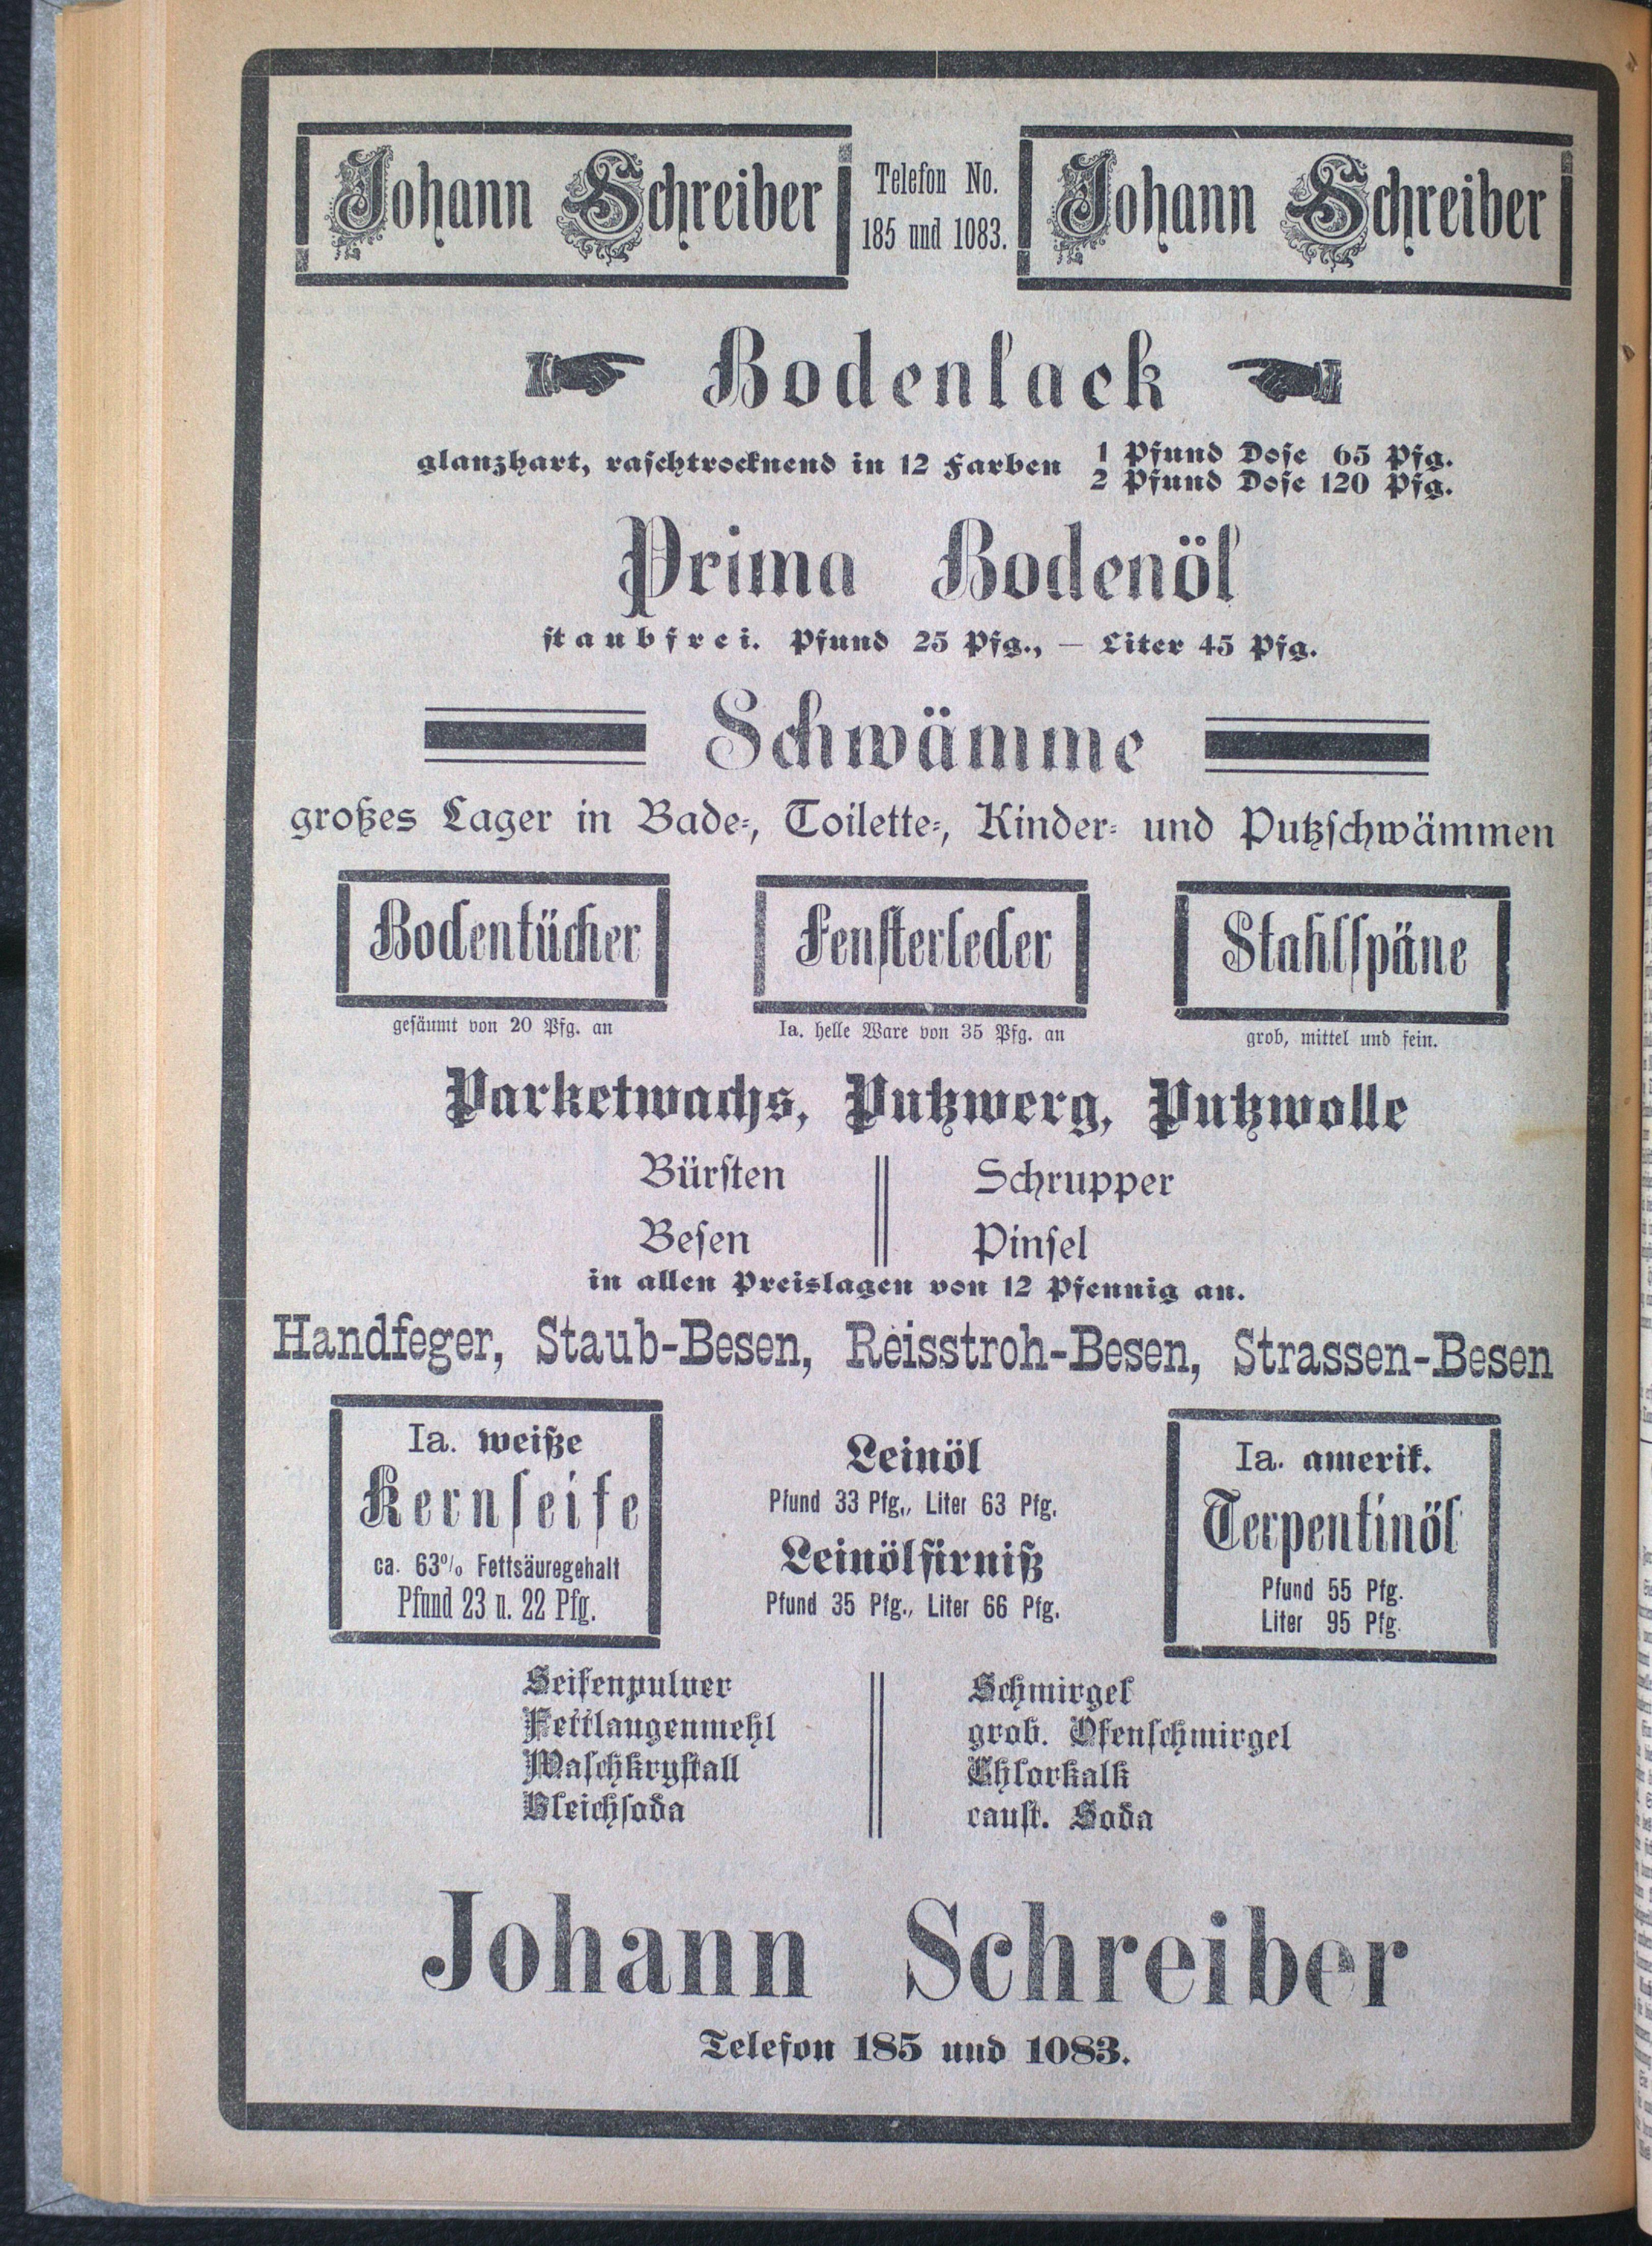 Johann Schreiber
Telefon No.
185 und 1083.
Johann Schreiber
Bodenlack
glanzhart, raschtrocknend in 12 Farben
1 Pfund Dose 65 Pfg.
2 Pfund Dose 120 Pfg.
Prima Bodenöl
staubfrei. Pfund 25 Pfg., — Liter 45 Pfg.
Schwämme
großes Lager in Bade-, Toilette-, Kinder- und Putzschwämmen
Bodentücher
gesäumt von 20 Pfg. an
Fensterleder
Ia. helle Ware von 35 Pfg. an
Stahlspäne
grob, mittel und fein.
Parketwachs, Putzwerg, Putzwolle
Bürsten
Besen
Schrupper
Pinsel
in allen Preislagen von 12 Pfennig an.
Handfeger, Staub-Besen, Reisstroh-Besen, Strassen-Besen
Ia. weiße
Kernseife
ca. 63% Fettsäuregehalt
Pfund 23 u. 22 Pfg.
Leinöl
Pfund 33 Pfg., Liter 63 Pfg.
Leinölfirniß
Pfund 35 Pfg., Liter 66 Pfg.
Ia. amerik.
Terpentinöl
Pfund 55 Pfg.
Liter 95 Pfg.
Seifenpulver
Fettlaugenmehl
Waschkrystall
Bleichsoda
Schmirgel
grob. Ofenschmirgel
Chlorkalk
caust. Soda
Johann Schreiber
Telefon 185 und 1083.